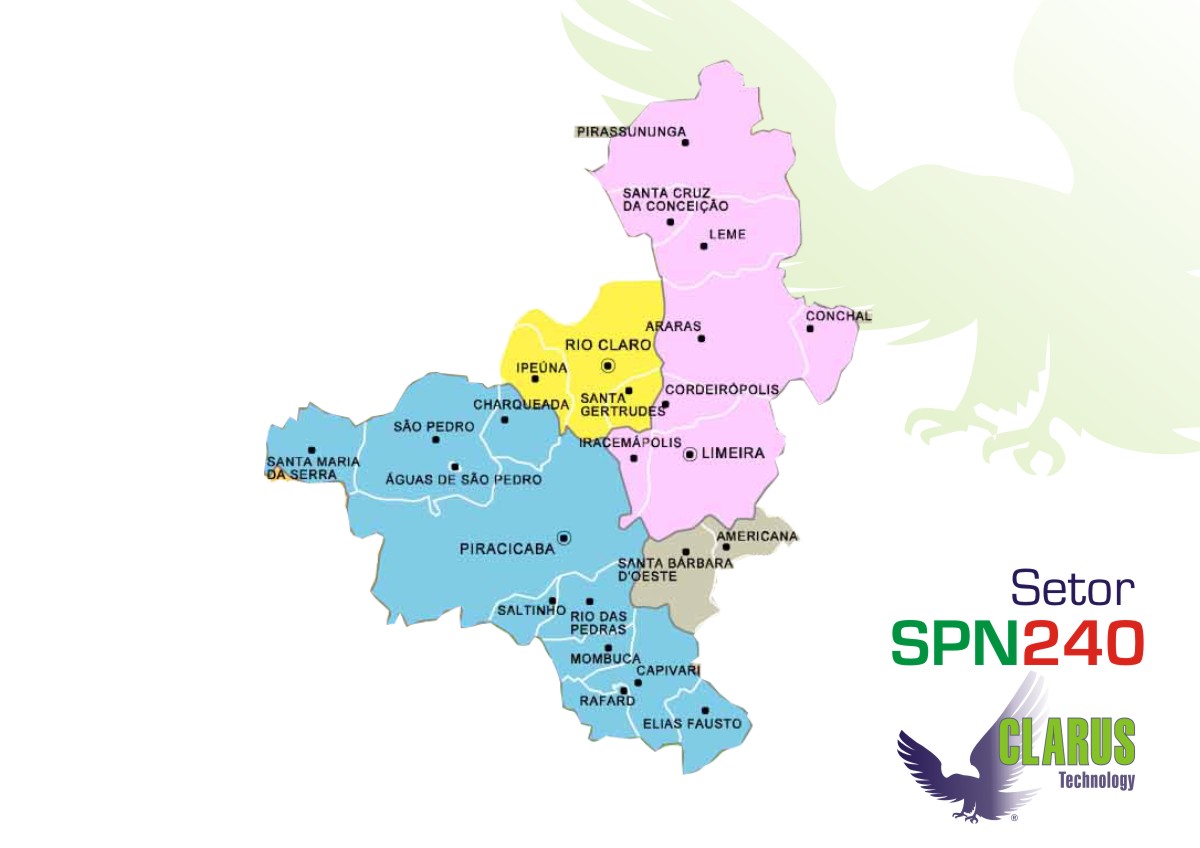 PIRASSUNUNGA
SANTA CRUZ
DA CONCEIÇÃO
LEME
CONCHAL
ARARAS
RIO CLARO
IPEÚNA
CORDEIRÓPOLIS
SANTA
GERTRUDES
CHARQUEADA
SÃO PEDRO
IRACEMÁPOLIS
LIMEIRA
SANTA MARIA
DA SERRA
ÁGUAS DE SÃO PEDRO
AMERICANA
PIRACICABA
SANTA BÁRBARA
D'OESTE
SALTINHO
RIO DAS
PEDRAS
MOMBUCA
CAPIVARI
RAFARD
ELIAS FAUSTO
Setor
SPN240
CLARUS
Technology
®